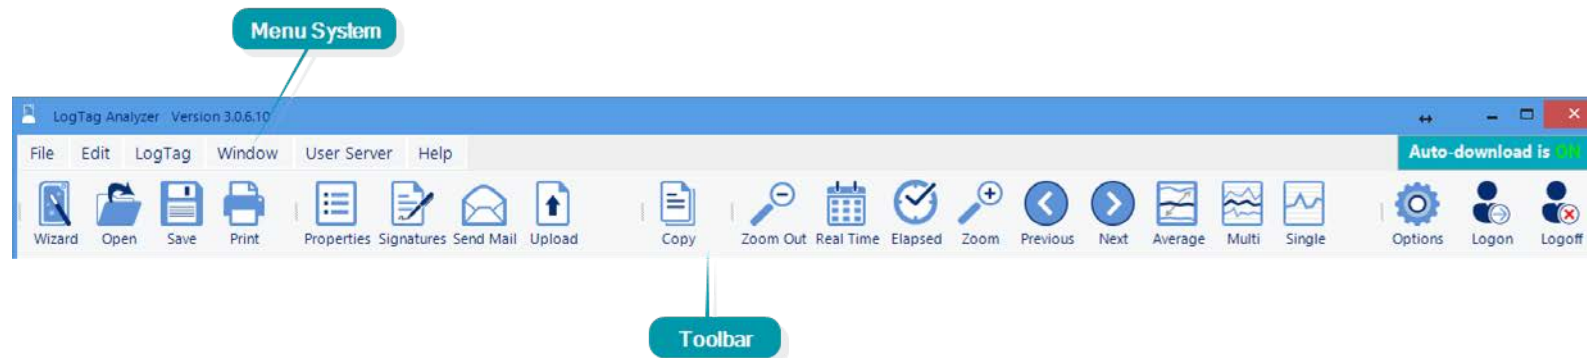 Menu System
LogTag Analyzer Version 3.0.6.10
File Edit LogTag Window User Server Help Auto-download is ON
Wizard Open Save Print Properties Signatures Send Mail Upload Copy Zoom Out Real Time Elapsed Zoom Previous Next Average Multi Single Options Logon Logoff
Toolbar